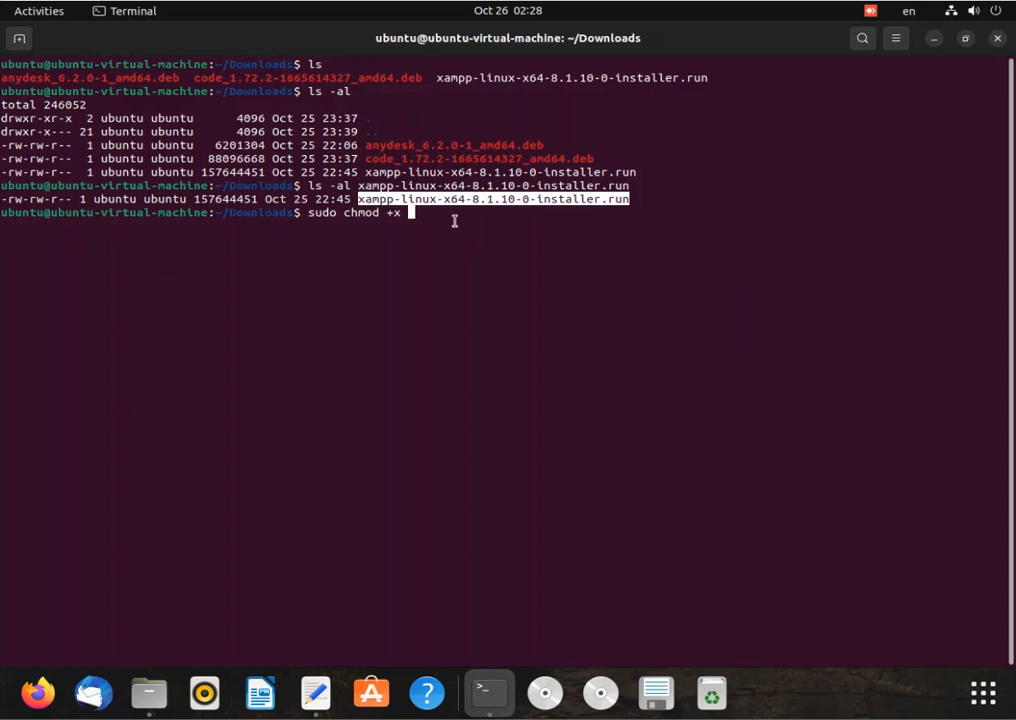 Activities Terminal Oct 26 02:28 en
ubuntu@ubuntu-virtual-machine: ~/Downloads
ubuntu@ubuntu-virtual-machine:~/Downloads$ ls
anydesk_6.2.0-1_amd64.deb code_1.72.2-1665614327_amd64.deb xampp-linux-x64-8.1.10-0-installer.run
ubuntu@ubuntu-virtual-machine:~/Downloads$ ls -al
total 246052
drwxr-xr-x 2 ubuntu ubuntu 4096 Oct 25 23:37 .
drwxr-x--- 21 ubuntu ubuntu 4096 Oct 25 23:39 ..
-rw-rw-r-- 1 ubuntu ubuntu 6201304 Oct 25 22:06 anydesk_6.2.0-1_amd64.deb
-rw-rw-r-- 1 ubuntu ubuntu 88096668 Oct 25 23:37 code_1.72.2-1665614327_amd64.deb
-rw-rw-r-- 1 ubuntu ubuntu 157644451 Oct 25 22:45 xampp-linux-x64-8.1.10-0-installer.run
ubuntu@ubuntu-virtual-machine:~/Downloads$ ls -al xampp-linux-x64-8.1.10-0-installer.run
-rw-rw-r-- 1 ubuntu ubuntu 157644451 Oct 25 22:45 xampp-linux-x64-8.1.10-0-installer.run
ubuntu@ubuntu-virtual-machine:~/Downloads$ sudo chmod +x